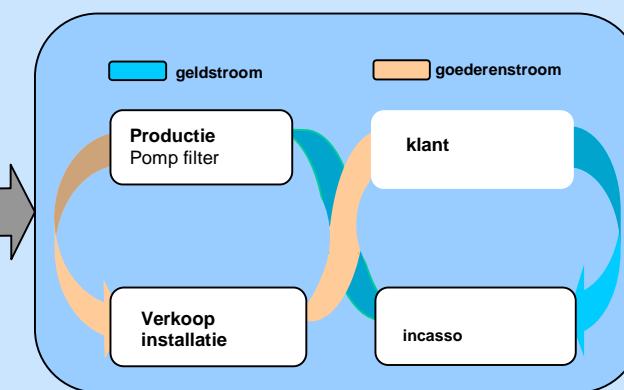 geldstroom
goederenstroom
Productie
Pomp filter
klant
Verkoop
installatie
incasso